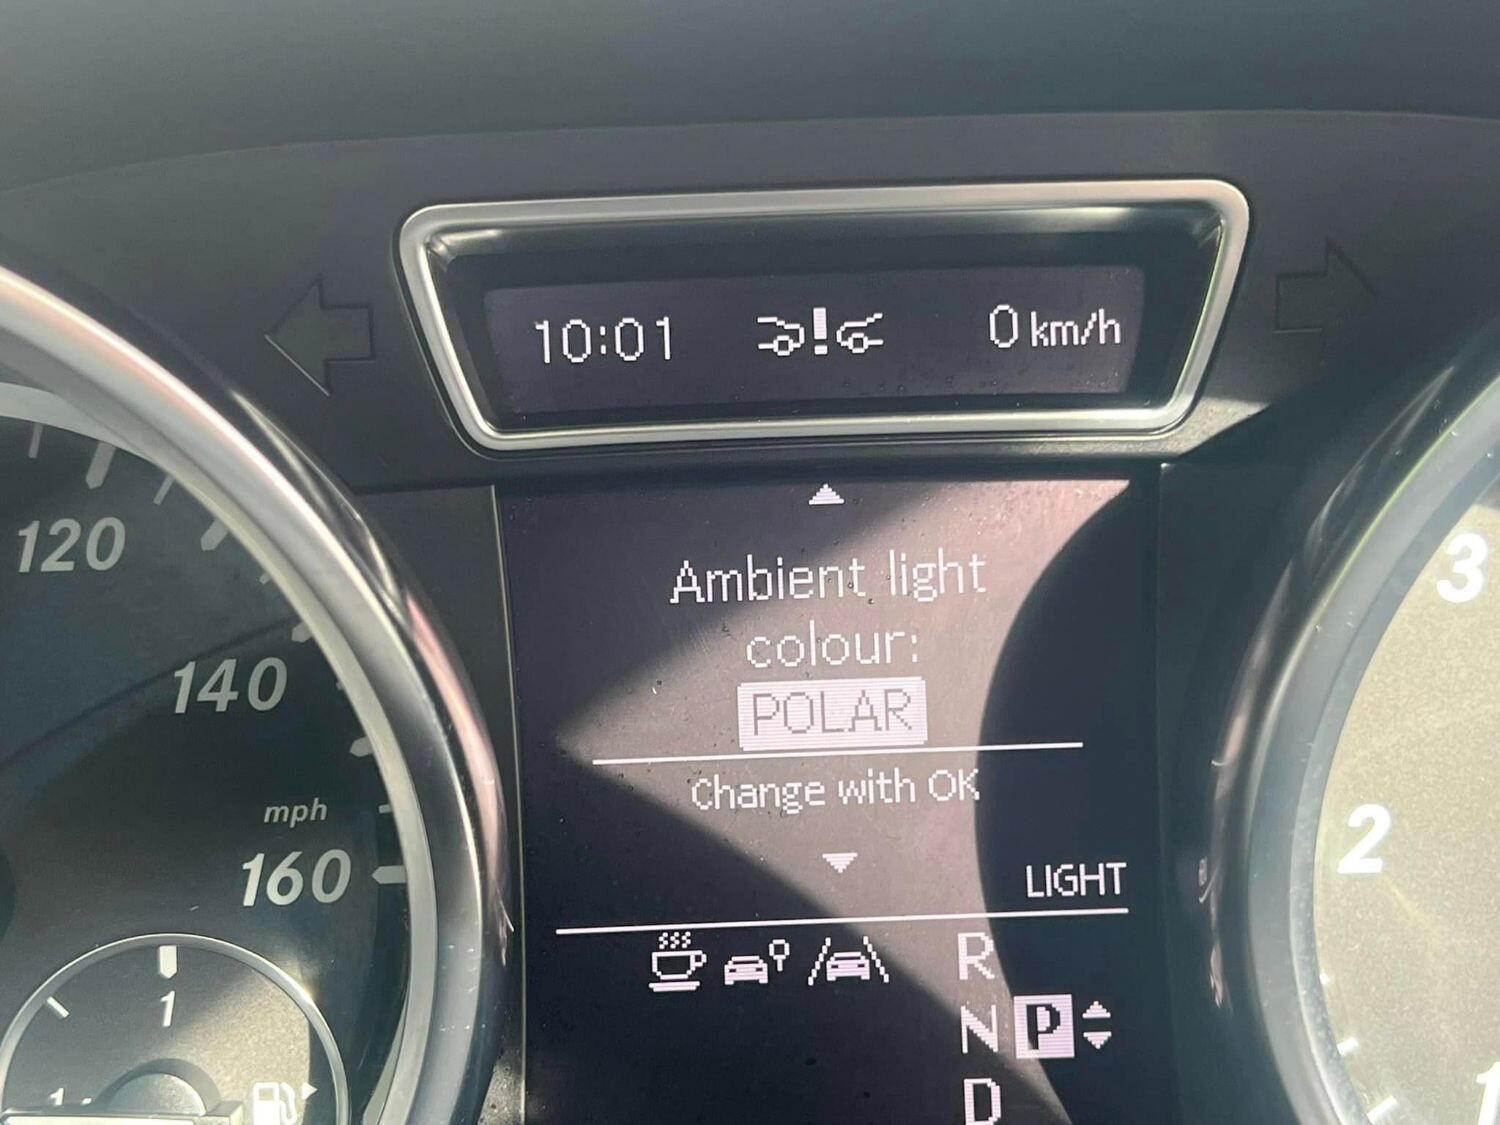 10:01 0 km/h
Ambient light
colour:
POLAR
Change with OK
LIGHT
R
N P
D
120
140
mph
160
1
3
2
1